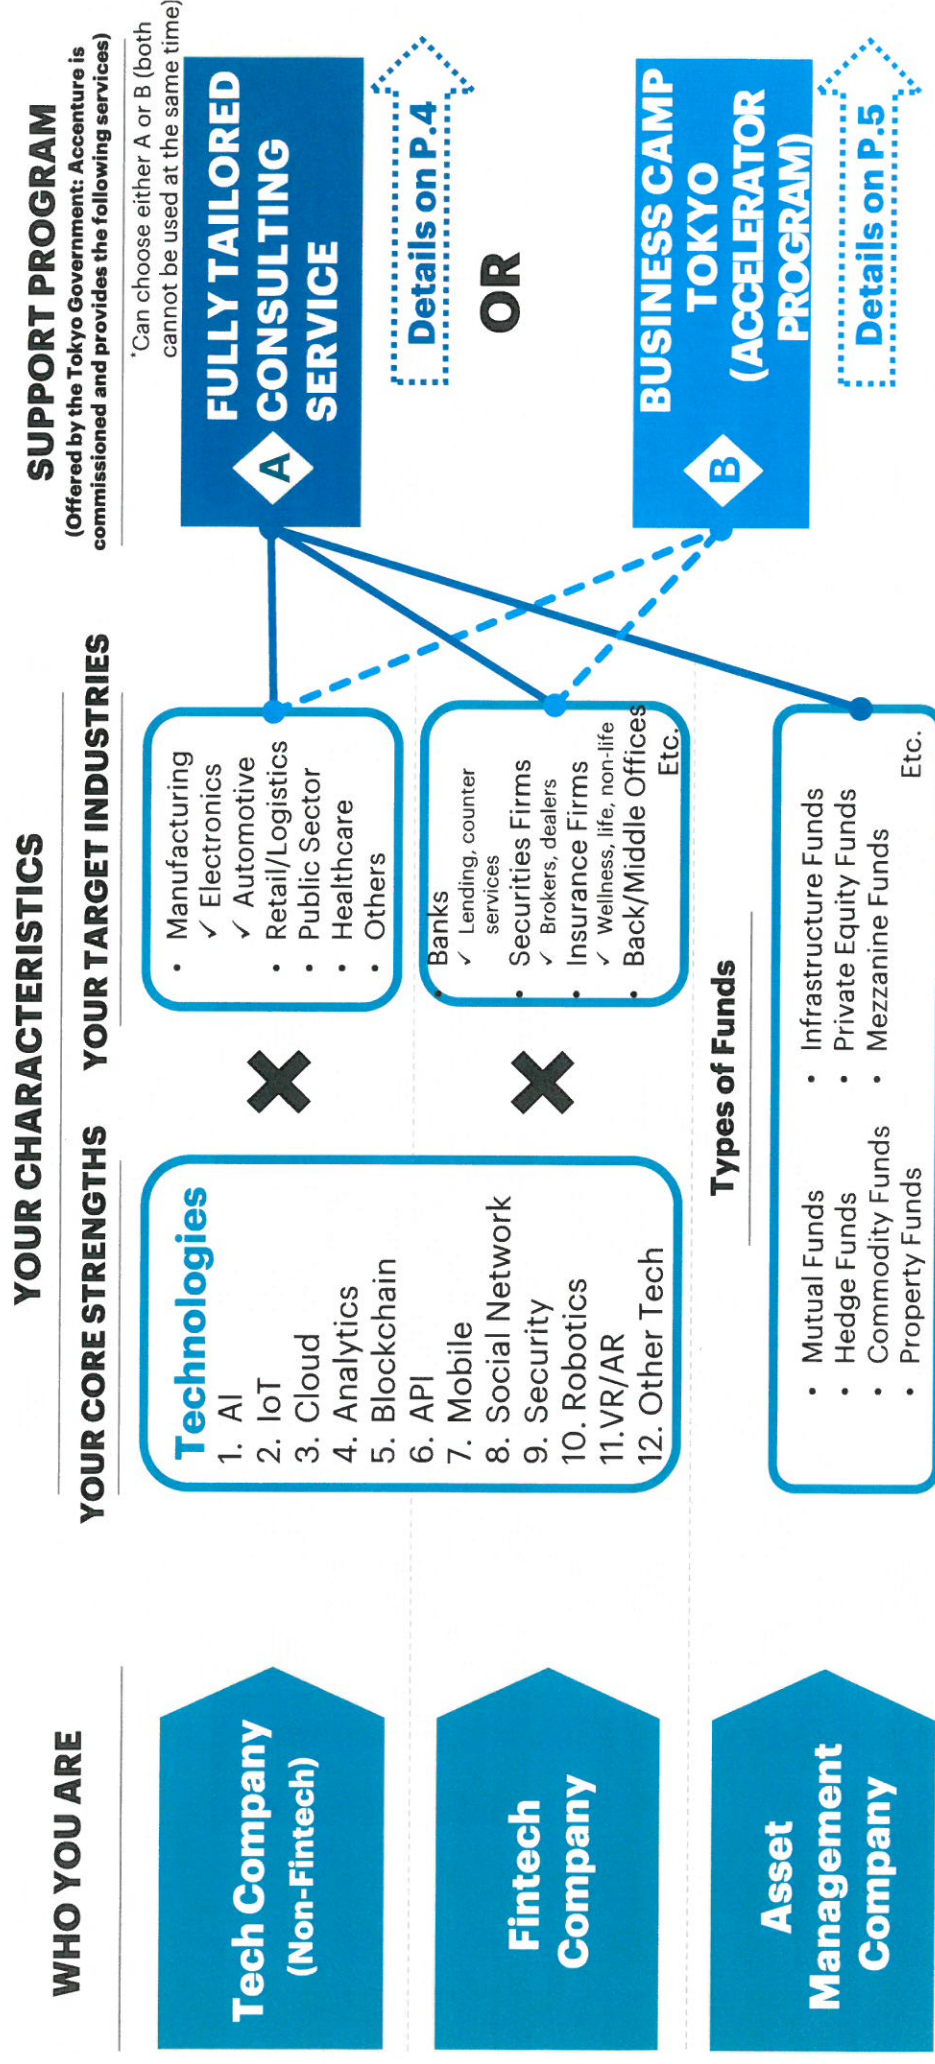 WHO YOU ARE
Tech Company
(Non-Fintech)
Fintech
Company
Asset
Management
Company
YOUR CHARACTERISTICS
YOUR CORE STRENGTHS
Technologies
1. AI
2. IoT
3. Cloud
4. Analytics
5. Blockchain
6. API
7. Mobile
8. Social Network
9. Security
10. Robotics
11.VR/AR
12. Other Tech
YOUR TARGET INDUSTRIES
• Manufacturing
✓ Electronics
✓ Automotive
• Retail/Logistics
• Public Sector
• Healthcare
• Others
• Banks
✓ Lending, counter
services
• Securities Firms
✓ Brokers, dealers
• Insurance Firms
✓ Wellness, life, non-life
• Back/Middle Offices
Etc.
Types of Funds
• Mutual Funds
• Hedge Funds
• Commodity Funds
• Property Funds
• Infrastructure Funds
• Private Equity Funds
• Mezzanine Funds
Etc.
SUPPORT PROGRAM
(Offered by the Tokyo Government: Accenture is
commissioned and provides the following services)
*Can choose either A or B (both
cannot be used at the same time)
A
FULLY TAILORED
CONSULTING
SERVICE
Details on P.4
OR
B
BUSINESS CAMP
TOKYO
(ACCELERATOR
PROGRAM)
Details on P.5